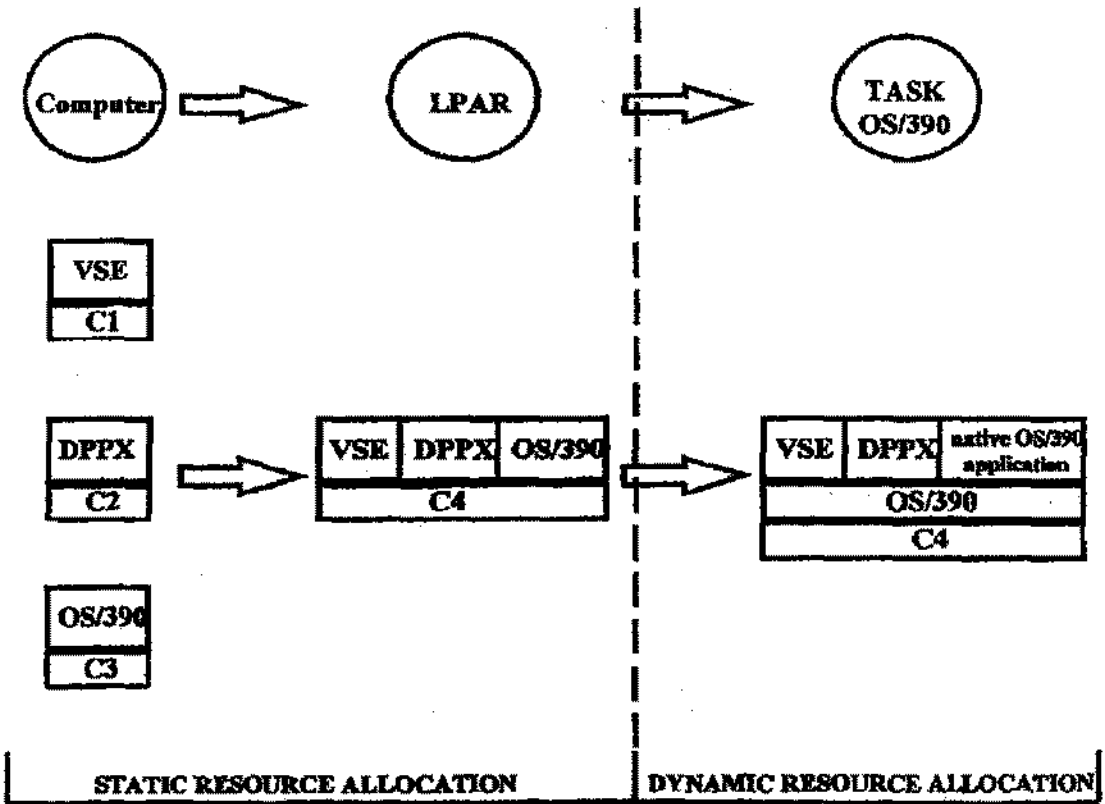 Computer
LPAR
TASK
OS/390
VSE
C1
DPPX
C2
VSE DPPX OS/390
C4
VSE DPPX native OS/390
application
OS/390
C4
OS/390
C3
STATIC RESOURCE ALLOCATION
DYNAMIC RESOURCE ALLOCATION